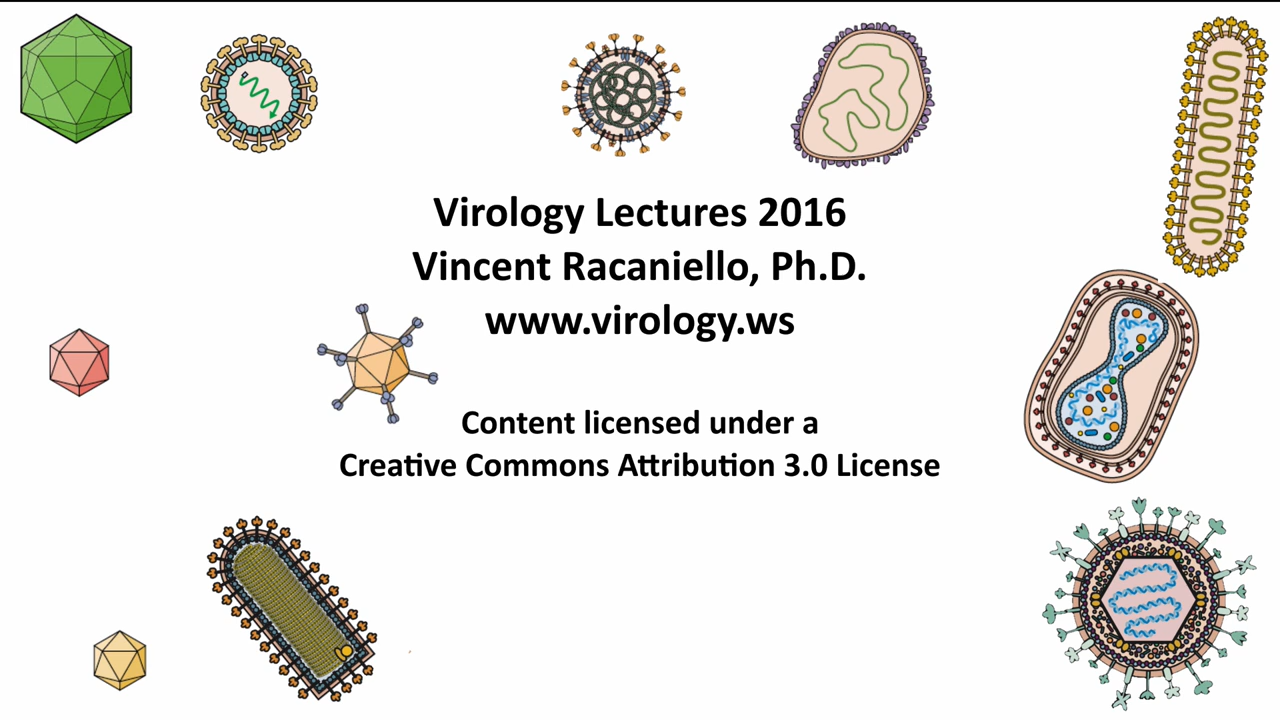 Virology Lectures 2016
Vincent Racaniello, Ph.D.
www.virology.ws
Content licensed under a
Creative Commons Attribution 3.0 License